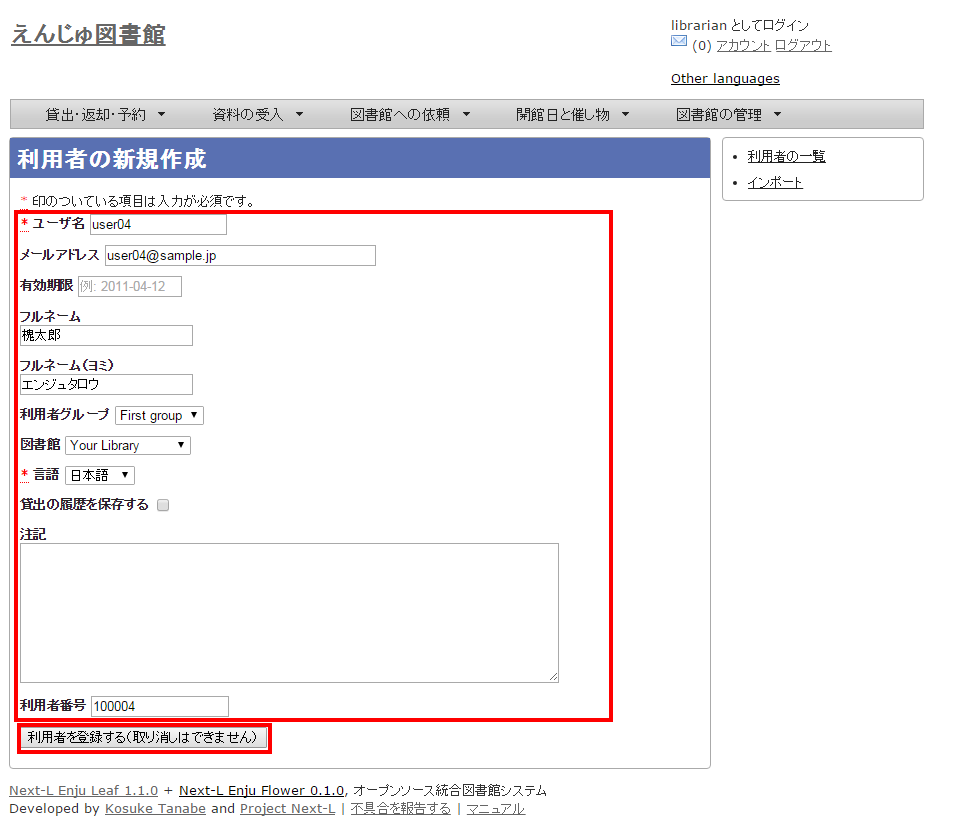 えんじゅ図書館
librarian としてログイン
(0) アカウント ログアウト
Other languages
貸出・返却・予約 ▼ 資料の受入 ▼ 図書館への依頼 ▼ 開館日と催し物 ▼ 図書館の管理 ▼
利用者の新規作成
• 利用者の一覧
• インポート
* 印のついている項目は入力が必須です。
* ユーザ名 user04
メールアドレス user04@sample.jp
有効期限 例: 2011-04-12
フルネーム
槐太郎
フルネーム(ヨミ)
エンジュタロウ
利用者グループ First group ▼
図書館 Your Library ▼
* 言語 日本語 ▼
貸出の履歴を保存する
注記
利用者番号 100004
利用者を登録する(取り消しはできません)
Next-L Enju Leaf 1.1.0 + Next-L Enju Flower 0.1.0, オープンソース統合図書館システム
Developed by Kosuke Tanabe and Project Next-L | 不具合を報告する | マニュアル